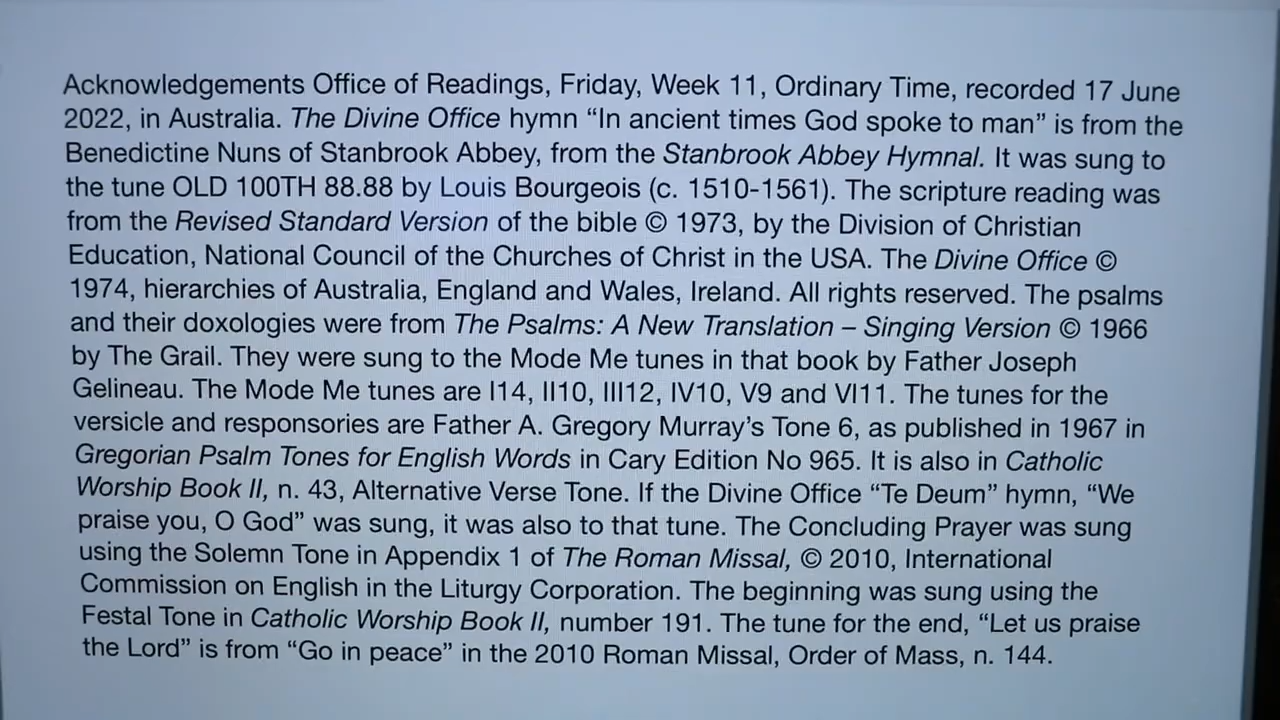 Acknowledgements Office of Readings, Friday, Week 11, Ordinary Time, recorded 17 June
2022, in Australia. The Divine Office hymn “In ancient times God spoke to man” is from the
Benedictine Nuns of Stanbrook Abbey, from the Stanbrook Abbey Hymnal. It was sung to
the tune OLD 100TH 88.88 by Louis Bourgeois (c. 1510-1561). The scripture reading was
from the Revised Standard Version of the bible © 1973, by the Division of Christian
Education, National Council of the Churches of Christ in the USA. The Divine Office ©
1974, hierarchies of Australia, England and Wales, Ireland. All rights reserved. The psalms
and their doxologies were from The Psalms: A New Translation – Singing Version © 1966
by The Grail. They were sung to the Mode Me tunes in that book by Father Joseph
Gelineau. The Mode Me tunes are I14, II10, III12, IV10, V9 and VI11. The tunes for the
versicle and responsories are Father A. Gregory Murray’s Tone 6, as published in 1967 in
Gregorian Psalm Tones for English Words in Cary Edition No 965. It is also in Catholic
Worship Book II, n. 43, Alternative Verse Tone. If the Divine Office “Te Deum” hymn, “We
praise you, O God” was sung, it was also to that tune. The Concluding Prayer was sung
using the Solemn Tone in Appendix 1 of The Roman Missal, © 2010, International
Commission on English in the Liturgy Corporation. The beginning was sung using the
Festal Tone in Catholic Worship Book II, number 191. The tune for the end, “Let us praise
the Lord” is from “Go in peace” in the 2010 Roman Missal, Order of Mass, n. 144.